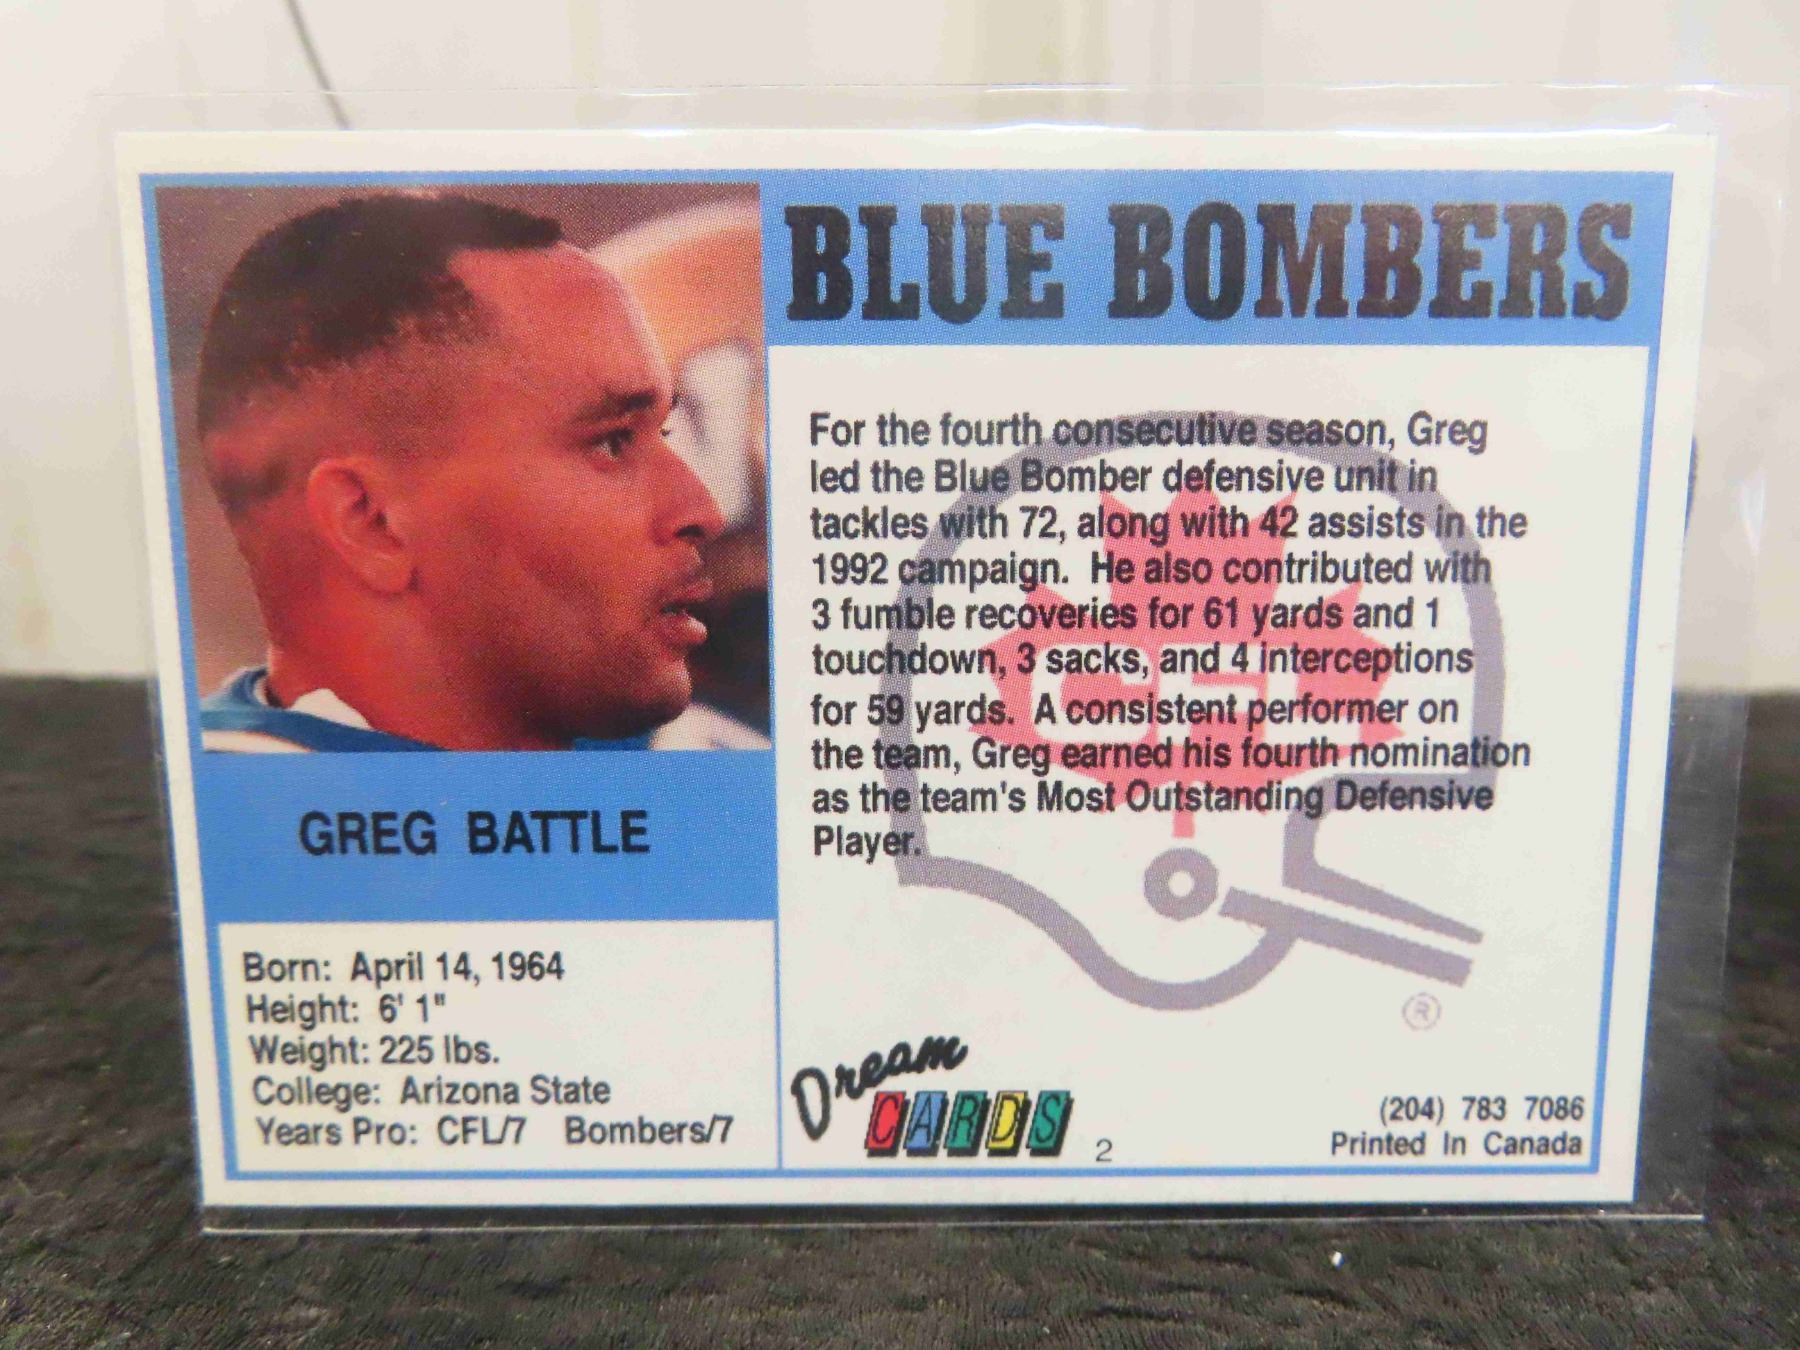 BLUE BOMBERS
For the fourth consecutive season, Greg
led the Blue Bomber defensive unit in
tackles with 72, along with 42 assists in the
1992 campaign. He also contributed with
3 fumble recoveries for 61 yards and 1
touchdown, 3 sacks, and 4 interceptions
for 59 yards. A consistent performer on
the team, Greg earned his fourth nomination
as the team's Most Outstanding Defensive
Player.
CFL
®
GREG BATTLE
Born: April 14, 1964
Height: 6' 1"
Weight: 225 lbs.
College: Arizona State
Years Pro: CFL/7 Bombers/7
Dream
CARDS
2
(204) 783 7086
Printed In Canada